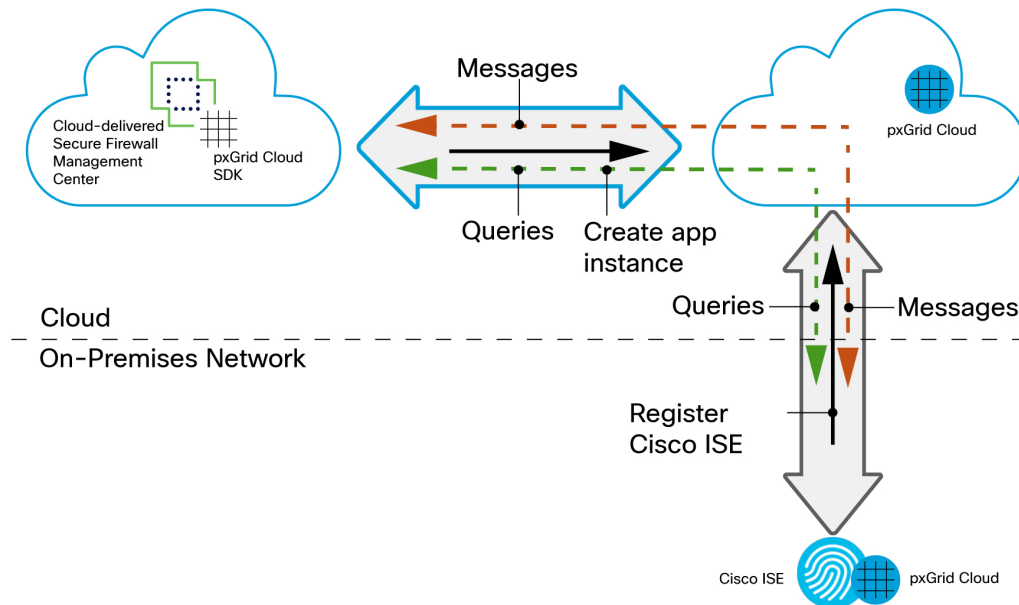 Messages
Cloud-delivered
Secure Firewall
Management
Center
pxGrid Cloud
SDK
pxGrid Cloud
Queries
Create app
instance
Queries
Messages
Cloud
On-Premises Network
Register
Cisco ISE
Cisco ISE
pxGrid Cloud